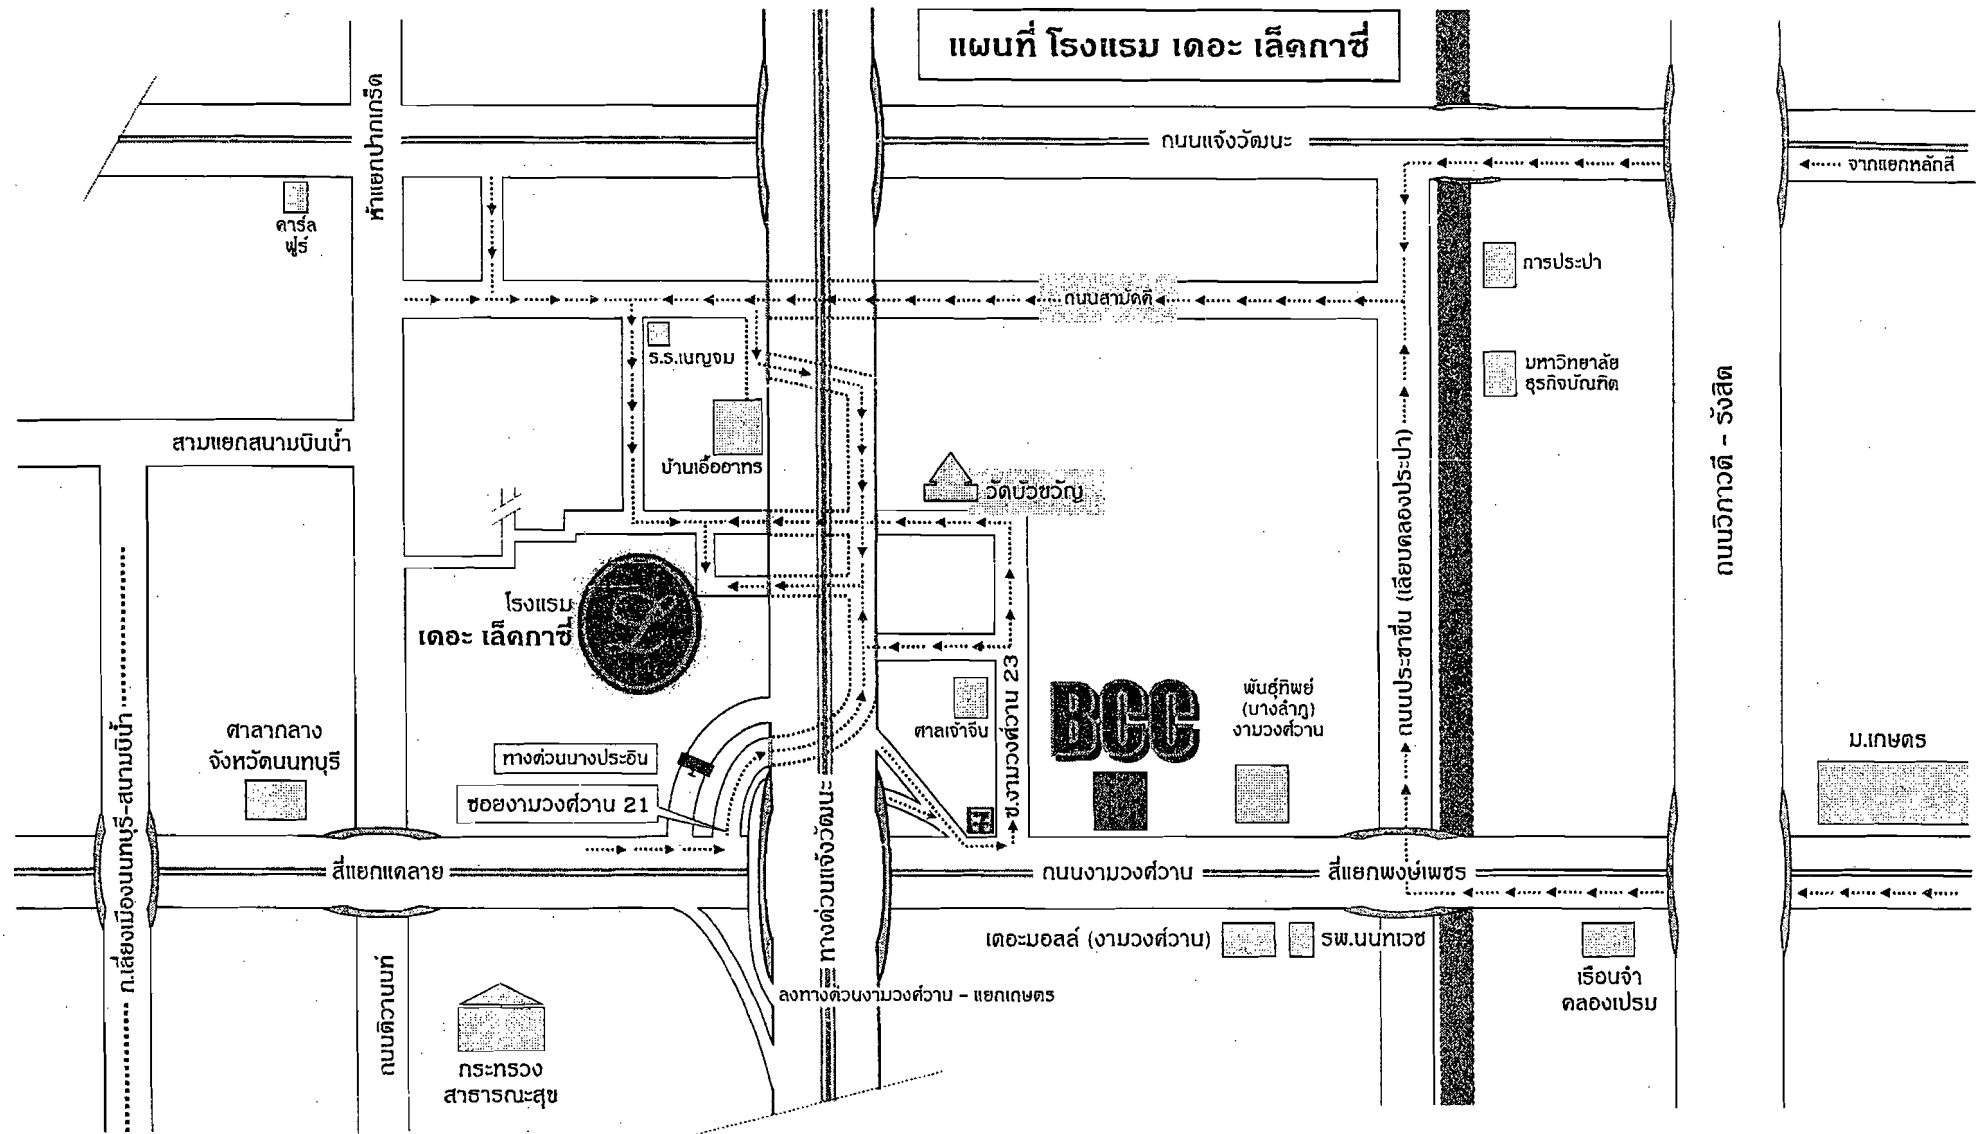 แผนที่ โรงแรม เดอะ เล็คกาซี่
ห้าแยกปากเกร็ด
ถนนแจ้งวัฒนะ
จากแยกหลักสี่
คาร์ล
ฟูร์
การประปา
ถนนสามัคคี
ร.ร.เบญจม
มหาวิทยาลัย
ธุรกิจบัณฑิต
ถนนวิภาวดี - รังสิต
สามแยกสนามบินน้ำ
บ้านเอื้ออาทร
วัดบัวขวัญ
ถนนประชาชื่น (เลียบคลองประปา)
โรงแรม
เดอะ เล็คกาซี่
ซ.งามวงศ์วาน 23
BCC
พันธุ์ทิพย์
(บางลำภู)
งามวงศ์วาน
ศาลเจ้าจีน
ศาลากลาง
จังหวัดนนทบุรี
ทางด่วนบางปะอิน
ซอยงามวงศ์วาน 21
ม.เกษตร
7
ถ.เลี่ยงเมืองนนทบุรี-สนามบินน้ำ
สี่แยกแคลาย
ถนนงามวงศ์วาน
สี่แยกพงษ์เพชร
เดอะมอลล์ (งามวงศ์วาน)
รพ.นนทเวช
เรือนจำ
คลองเปรม
ลงทางด่วนงามวงศ์วาน - แยกเกษตร
ถนนติวานนท์
กระทรวง
สาธารณะสุข